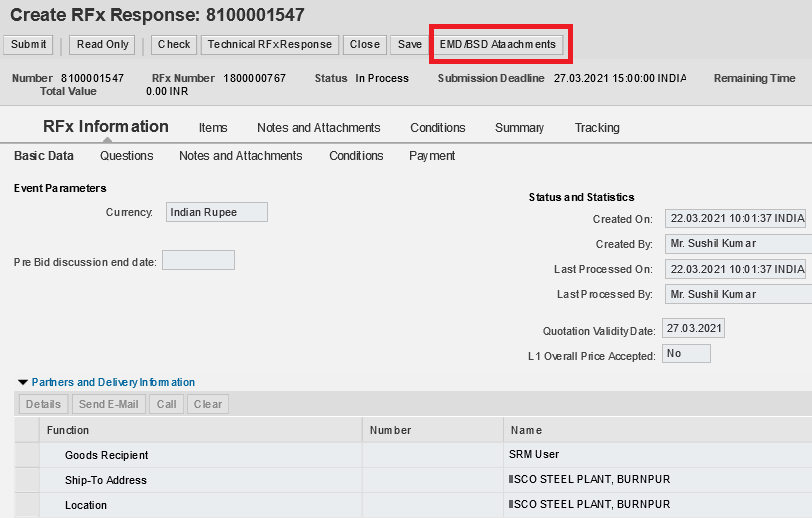 Create RFx Response: 8100001547
Submit Read Only Check Technical RFx Response Close Save EMD/BSD Ataachments
Number 8100001547 RFx Number 1800000767 Status In Process Submission Deadline 27.03.2021 15:00:00 INDIA Remaining Time
Total Value 0.00 INR
RFx Information Items Notes and Attachments Conditions Summary Tracking
Basic Data Questions Notes and Attachments Conditions Payment
Event Parameters
Status and Statistics
Currency: Indian Rupee
Created On: 22.03.2021 10:01:37 INDIA
Created By: Mr. Sushil Kumar
Pre Bid discussion end date:
Last Processed On: 22.03.2021 10:01:37 INDIA
Last Processed By: Mr. Sushil Kumar
Quotation Validity Date: 27.03.2021
L1 Overall Price Accepted: No
Partners and Delivery Information
Details Send E-Mail Call Clear
Function Number Name
Goods Recipient SRM User
Ship-To Address IISCO STEEL PLANT, BURNPUR
Location IISCO STEEL PLANT, BURNPUR